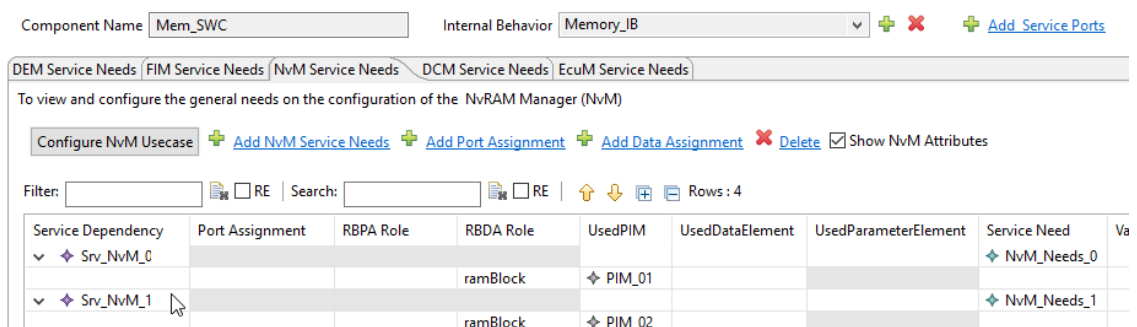 Component Name Mem_SWC Internal Behavior Memory_IB Add Service Ports
DEM Service Needs FIM Service Needs NvM Service Needs DCM Service Needs EcuM Service Needs
To view and configure the general needs on the configuration of the NvRAM Manager (NvM)
Configure NvM Usecase Add NvM Service Needs Add Port Assignment Add Data Assignment Delete Show NvM Attributes
Filter: RE Search: RE Rows : 4
Service Dependency Port Assignment RBPA Role RBDA Role UsedPIM UsedDataElement UsedParameterElement Service Need Va
Srv_NvM_0 NvM_Needs_0
ramBlock PIM_01
Srv_NvM_1 NvM_Needs_1
ramBlock PIM_02